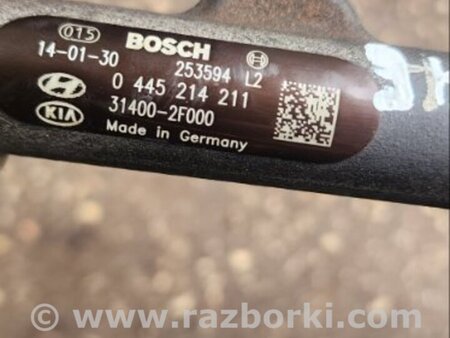 015 BOSCH
14-01-30 253594 L2
0 445 214 211
KIA 31400-2F000
Made in Germany
www.razborki.com